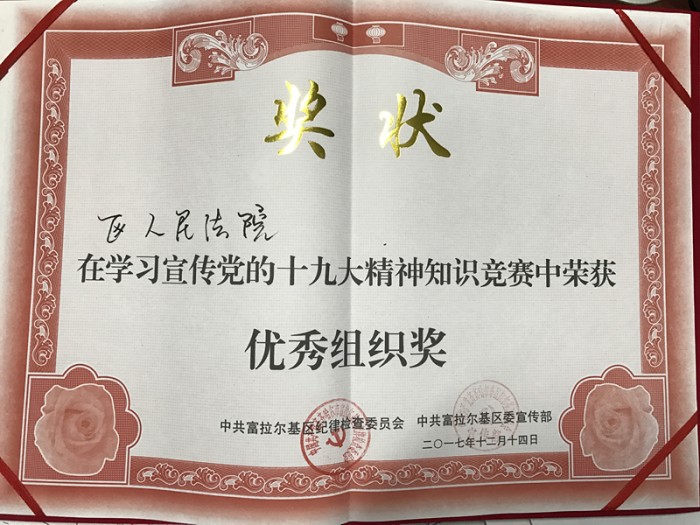 奖状
区人民法院
在学习宣传党的十九大精神知识竞赛中荣获
优秀组织奖
中共富拉尔基区纪律检查委员会 中共富拉尔基区委宣传部
二〇一七年十二月十四日